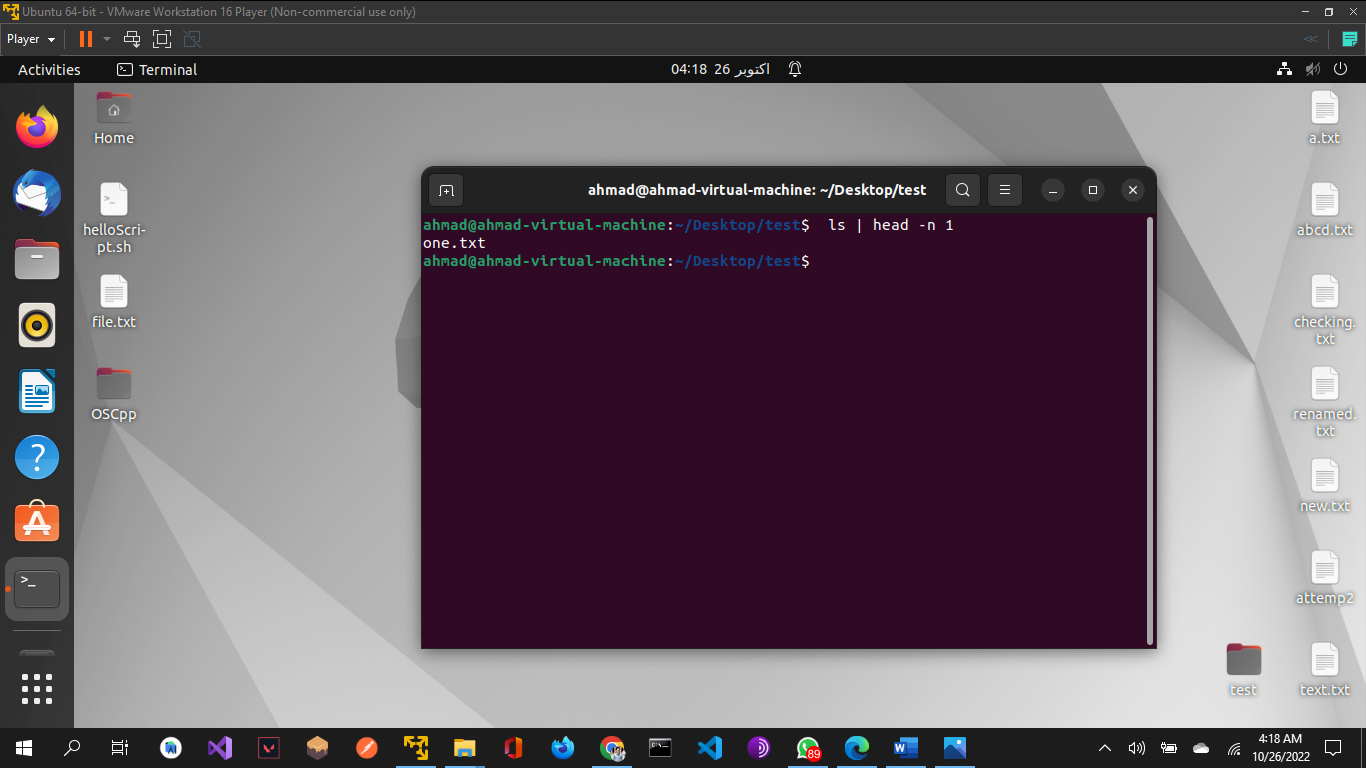 Ubuntu 64-bit - VMware Workstation 16 Player (Non-commercial use only)
Player
Activities
Terminal
04:18 26 اکتوبر
Home
a.txt
helloScri-
pt.sh
abcd.txt
file.txt
checking.
txt
OSCpp
renamed.
txt
new.txt
attemp2
test
text.txt
ahmad@ahmad-virtual-machine: ~/Desktop/test
ahmad@ahmad-virtual-machine:~/Desktop/test$  ls | head -n 1
one.txt
ahmad@ahmad-virtual-machine:~/Desktop/test$
89
4:18 AM
10/26/2022